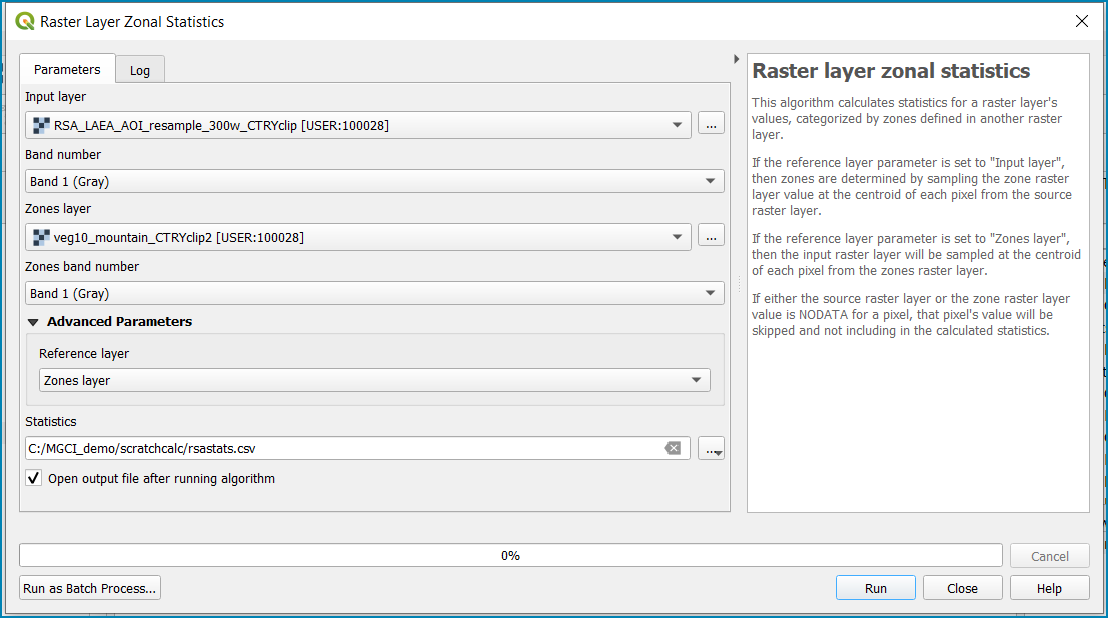 Raster Layer Zonal Statistics
Parameters
Log
Input layer
RSA_LAEA_AOI_resample_300w_CTRYclip [USER:100028]
...
Band number
Band 1 (Gray)
Zones layer
veg10_mountain_CTRYclip2 [USER:100028]
...
Zones band number
Band 1 (Gray)
Advanced Parameters
Reference layer
Zones layer
Statistics
C:/MGCI_demo/scratchcalc/rsastats.csv
...
Open output file after running algorithm
Raster layer zonal statistics
This algorithm calculates statistics for a raster layer's
values, categorized by zones defined in another raster
layer.
If the reference layer parameter is set to "Input layer",
then zones are determined by sampling the zone raster
layer value at the centroid of each pixel from the source
raster layer.
If the reference layer parameter is set to "Zones layer",
then the input raster layer will be sampled at the centroid
of each pixel from the zones raster layer.
If either the source raster layer or the zone raster layer
value is NODATA for a pixel, that pixel's value will be
skipped and not including in the calculated statistics.
0%
Cancel
Run as Batch Process...
Run
Close
Help